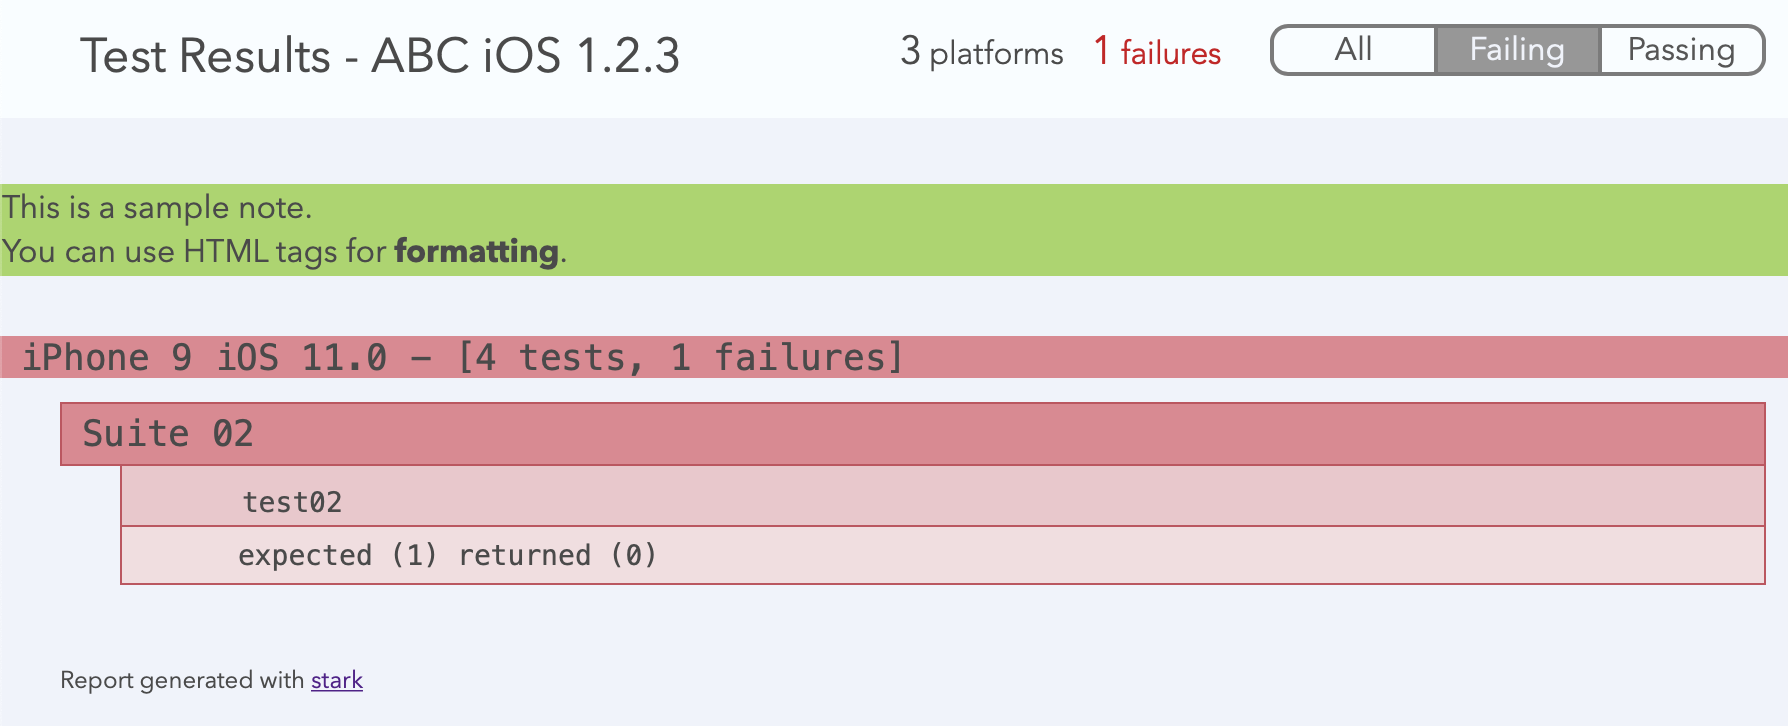 Test Results - ABC iOS 1.2.3
3 platforms 1 failures
All Failing Passing
This is a sample note.
You can use HTML tags for formatting.
iPhone 9 iOS 11.0 – [4 tests, 1 failures]
Suite 02
test02
expected (1) returned (0)
Report generated with stark